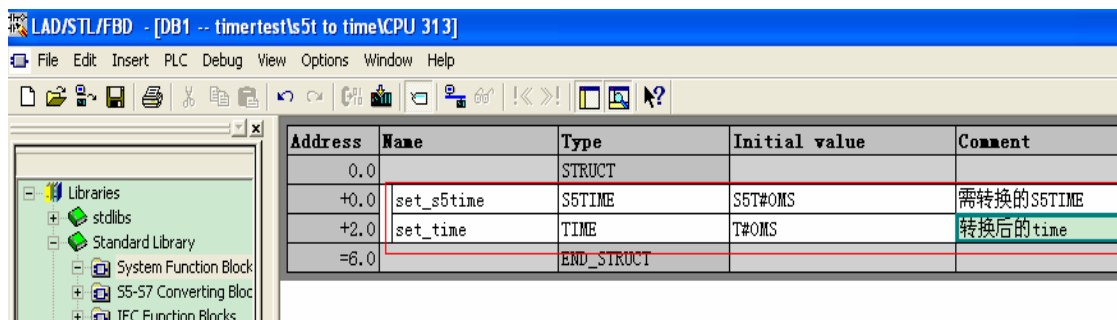 LAD/STL/FBD - [DB1 -- timertest\s5t to time\CPU 313]
File Edit Insert PLC Debug View Options Window Help
Address Name Type Initial value Comment
0.0 STRUCT
+0.0 set_s5time S5TIME S5T#0MS 需转换的S5TIME
+2.0 set_time TIME T#0MS 转换后的time
=6.0 END_STRUCT
Libraries
stdlibs
Standard Library
System Function Block
S5-S7 Converting Bloc
IEC Function Blocks